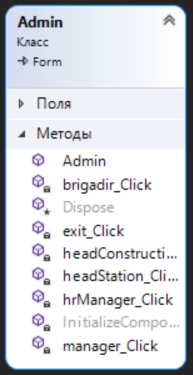 Admin
Класс
Form
Поля
Методы
Admin
brigadir_Click
Dispose
exit_Click
headConstructi...
headStation_Cli...
hrManager_Click
InitializeCompo...
manager_Click